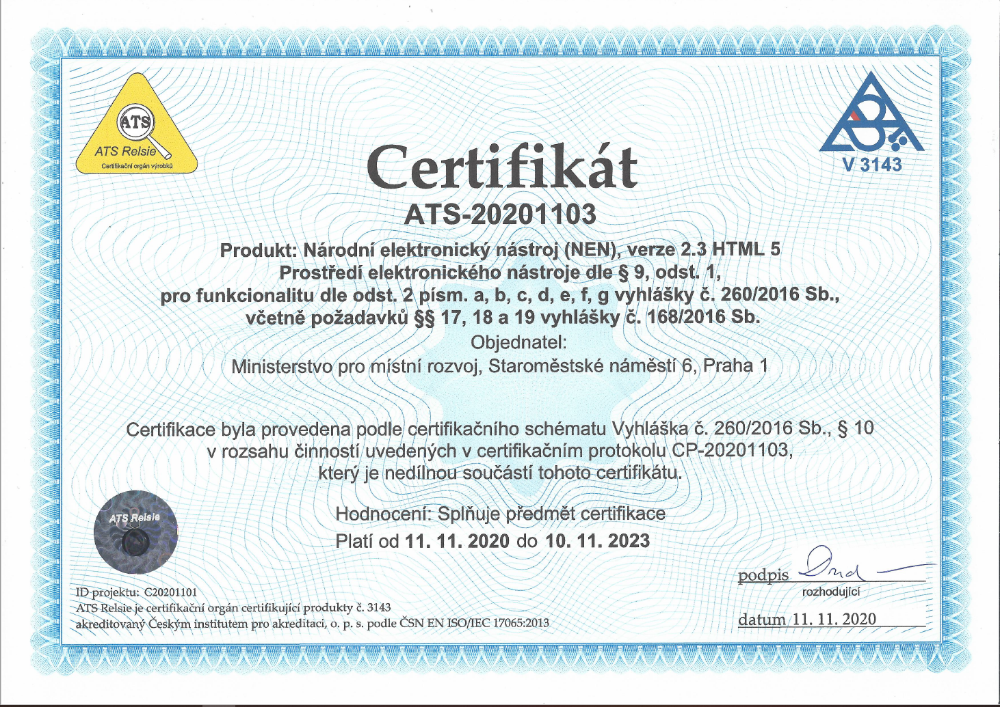 ATS
ATS Relsie
Certifikační orgán výrobků
V 3143
Certifikát
ATS-20201103
Produkt: Národní elektronický nástroj (NEN), verze 2.3 HTML 5
Prostředí elektronického nástroje dle § 9, odst. 1,
pro funkcionalitu dle odst. 2 písm. a, b, c, d, e, f, g vyhlášky č. 260/2016 Sb.,
včetně požadavků §§ 17, 18 a 19 vyhlášky č. 168/2016 Sb.
Objednatel:
Ministerstvo pro místní rozvoj, Staroměstské náměstí 6, Praha 1
Certifikace byla provedena podle certifikačního schématu Vyhláška č. 260/2016 Sb., § 10
v rozsahu činností uvedených v certifikačním protokolu CP-20201103,
který je nedílnou součástí tohoto certifikátu.
ATS Relsie
Hodnocení: Splňuje předmět certifikace
Platí od 11. 11. 2020 do 10. 11. 2023
podpis
rozhodující
ID projektu: C20201101
ATS Relsie je certifikační orgán certifikující produkty č. 3143
akreditovaný Českým institutem pro akreditaci, o. p. s. podle ČSN EN ISO/IEC 17065:2013
datum 11. 11. 2020